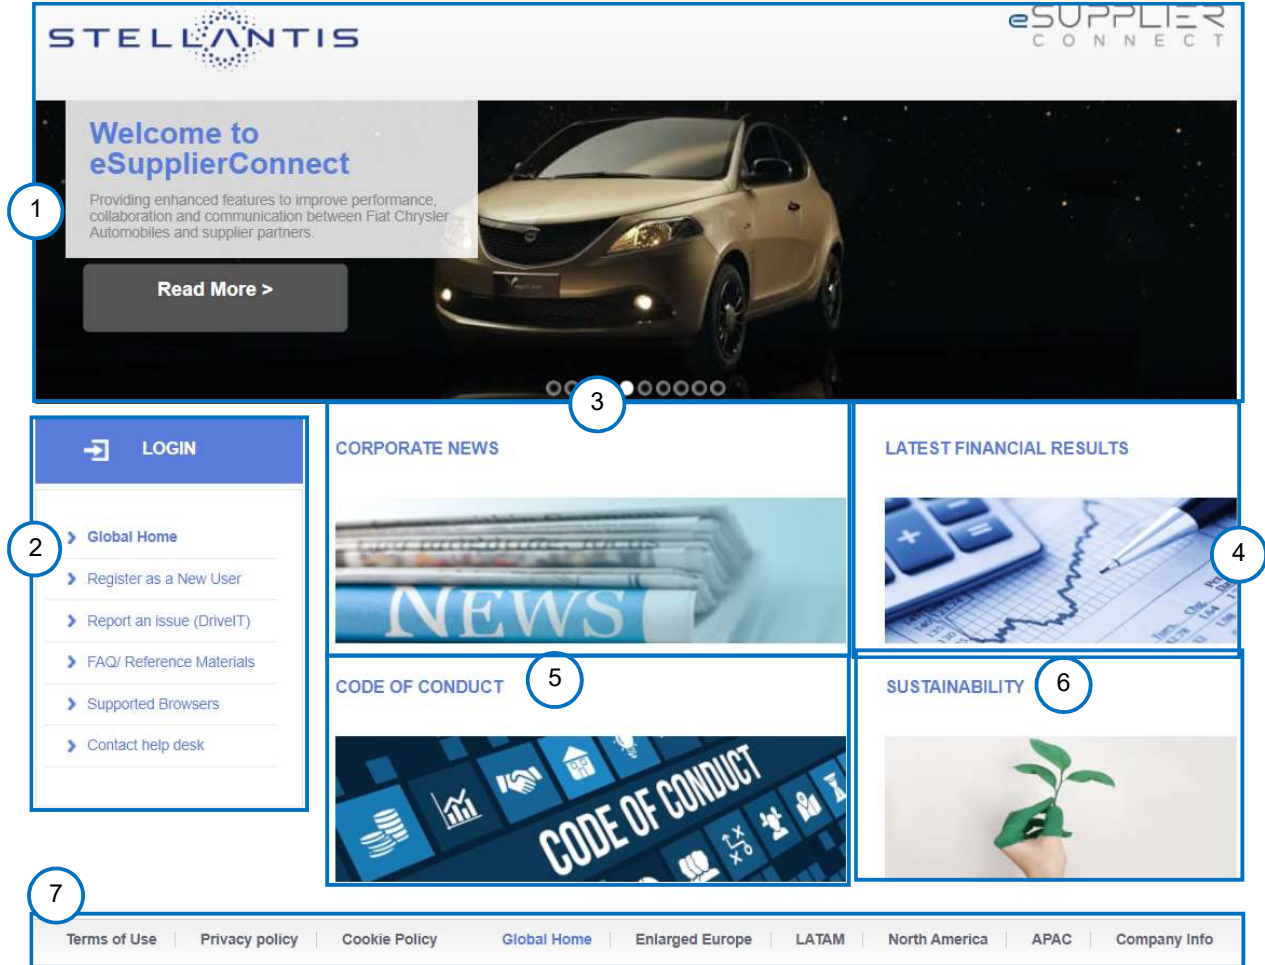 STELLANTIS
eSUPPLIER
CONNECT
Welcome to
eSupplierConnect
Providing enhanced features to improve performance,
collaboration and communication between Fiat Chrysler
Automobiles and supplier partners.
1
Read More >
3
LOGIN
CORPORATE NEWS
LATEST FINANCIAL RESULTS
2
Global Home
Register as a New User
Report an issue (DriveIT)
FAQ/ Reference Materials
Supported Browsers
Contact help desk
NEWS
4
CODE OF CONDUCT
5
SUSTAINABILITY
6
CODE OF CONDUCT
7
Terms of Use
Privacy policy
Cookie Policy
Global Home
Enlarged Europe
LATAM
North America
APAC
Company Info